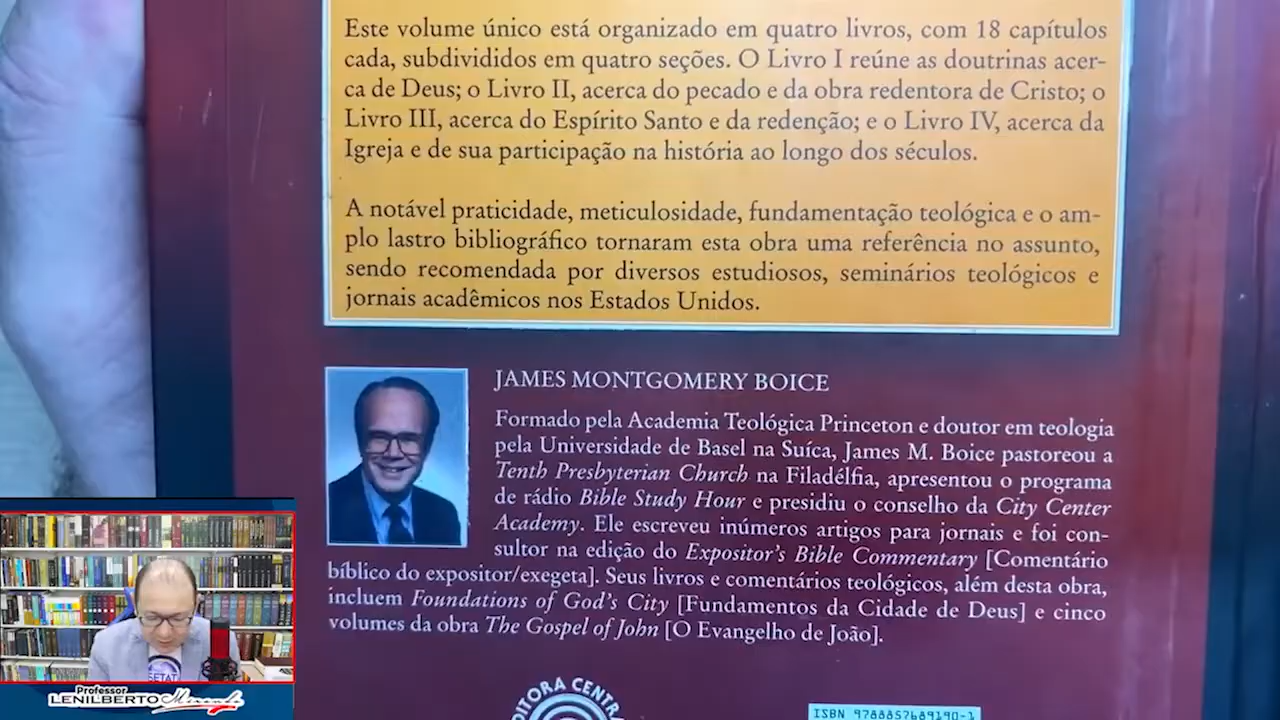 Este volume único está organizado em quatro livros, com 18 capítulos
cada, subdivididos em quatro seções. O Livro I reúne as doutrinas acer-
ca de Deus; o Livro II, acerca do pecado e da obra redentora de Cristo; o
Livro III, acerca do Espírito Santo e da redenção; e o Livro IV, acerca da
Igreja e de sua participação na história ao longo dos séculos.
A notável praticidade, meticulosidade, fundamentação teológica e o am-
plo lastro bibliográfico tornaram esta obra uma referência no assunto,
sendo recomendada por diversos estudiosos, seminários teológicos e
jornais acadêmicos nos Estados Unidos.
JAMES MONTGOMERY BOICE
Formado pela Academia Teológica Princeton e doutor em teologia
pela Universidade de Basel na Suíça, James M. Boice pastoreou a
Tenth Presbyterian Church na Filadélfia, apresentou o programa
de rádio Bible Study Hour e presidiu o conselho da City Center
Academy. Ele escreveu inúmeros artigos para jornais e foi con-
sultor na edição do Expositor's Bible Commentary [Comentário
bíblico do expositor/exegeta]. Seus livros e comentários teológicos, além desta obra,
incluem Foundations of God's City [Fundamentos da Cidade de Deus] e cinco
volumes da obra The Gospel of John [O Evangelho de João].
SETAT
Professor
LENILBERTO Miranda